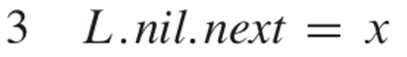 3 L.nil.next = x